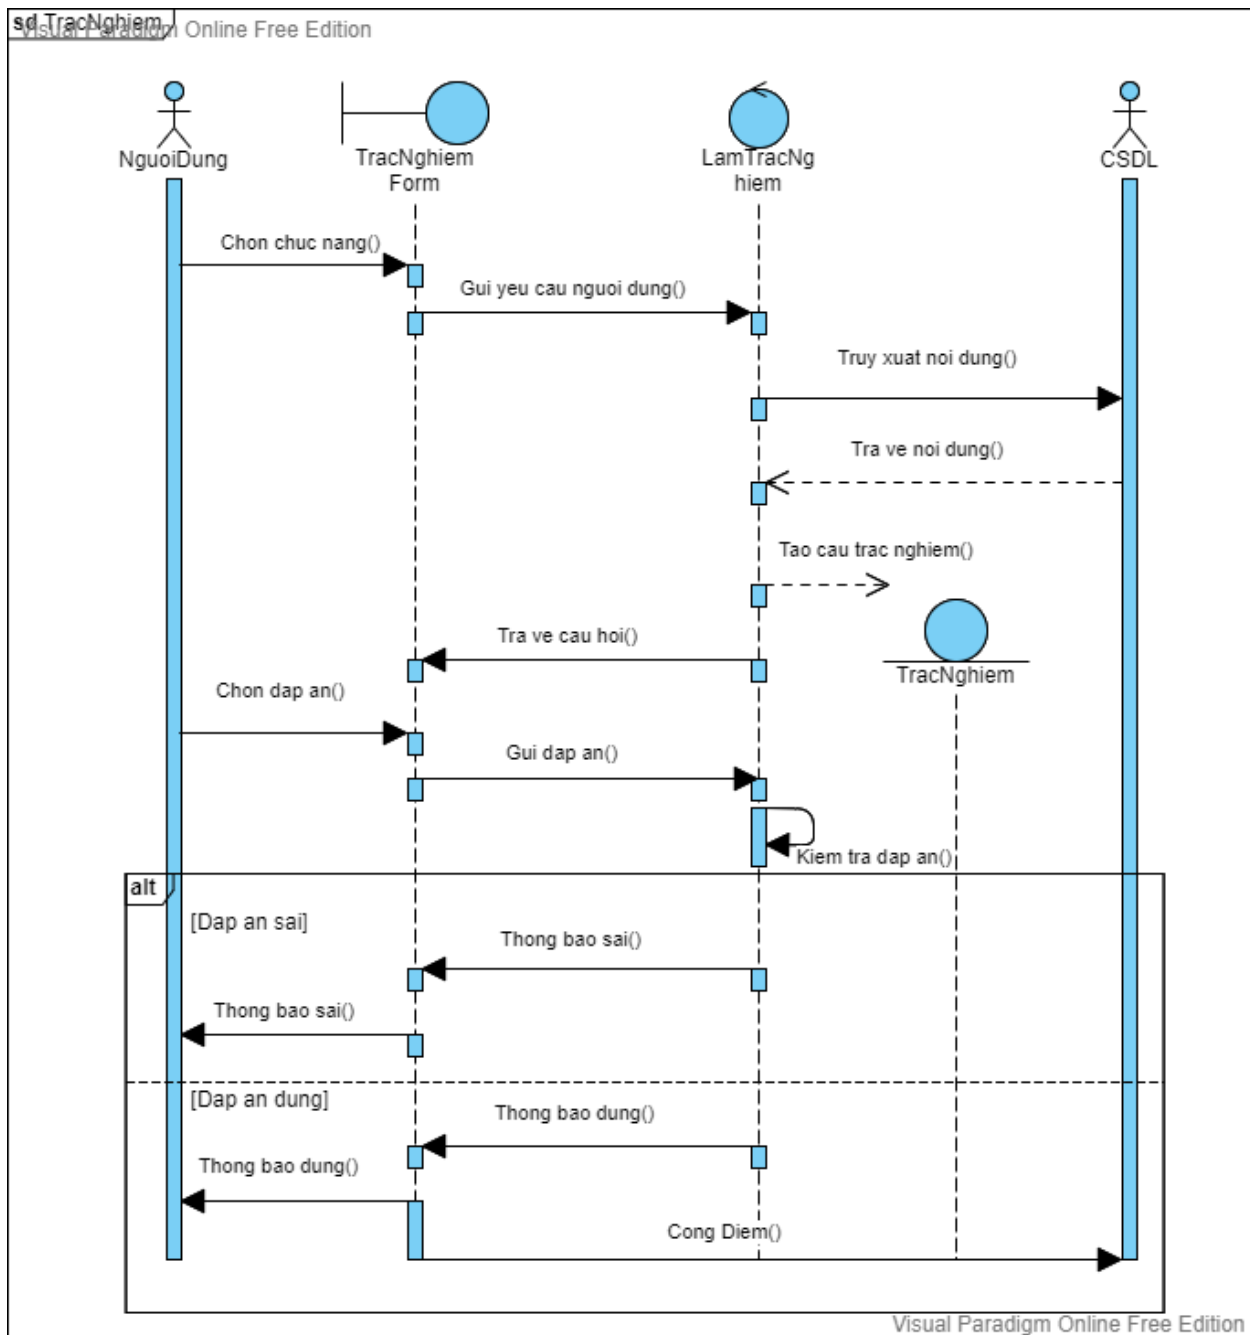 sd TracNghiem
Visual Paradigm Online Free Edition
NguoiDung
TracNghiem
Form
LamTracNg
hiem
CSDL
Chon chuc nang()
Gui yeu cau nguoi dung()
Truy xuat noi dung()
Tra ve noi dung()
Tao cau trac nghiem()
Tra ve cau hoi()
TracNghiem
Chon dap an()
Gui dap an()
Kiem tra dap an()
alt
[Dap an sai]
Thong bao sai()
Thong bao sai()
[Dap an dung]
Thong bao dung()
Thong bao dung()
Cong Diem()
Visual Paradigm Online Free Edition